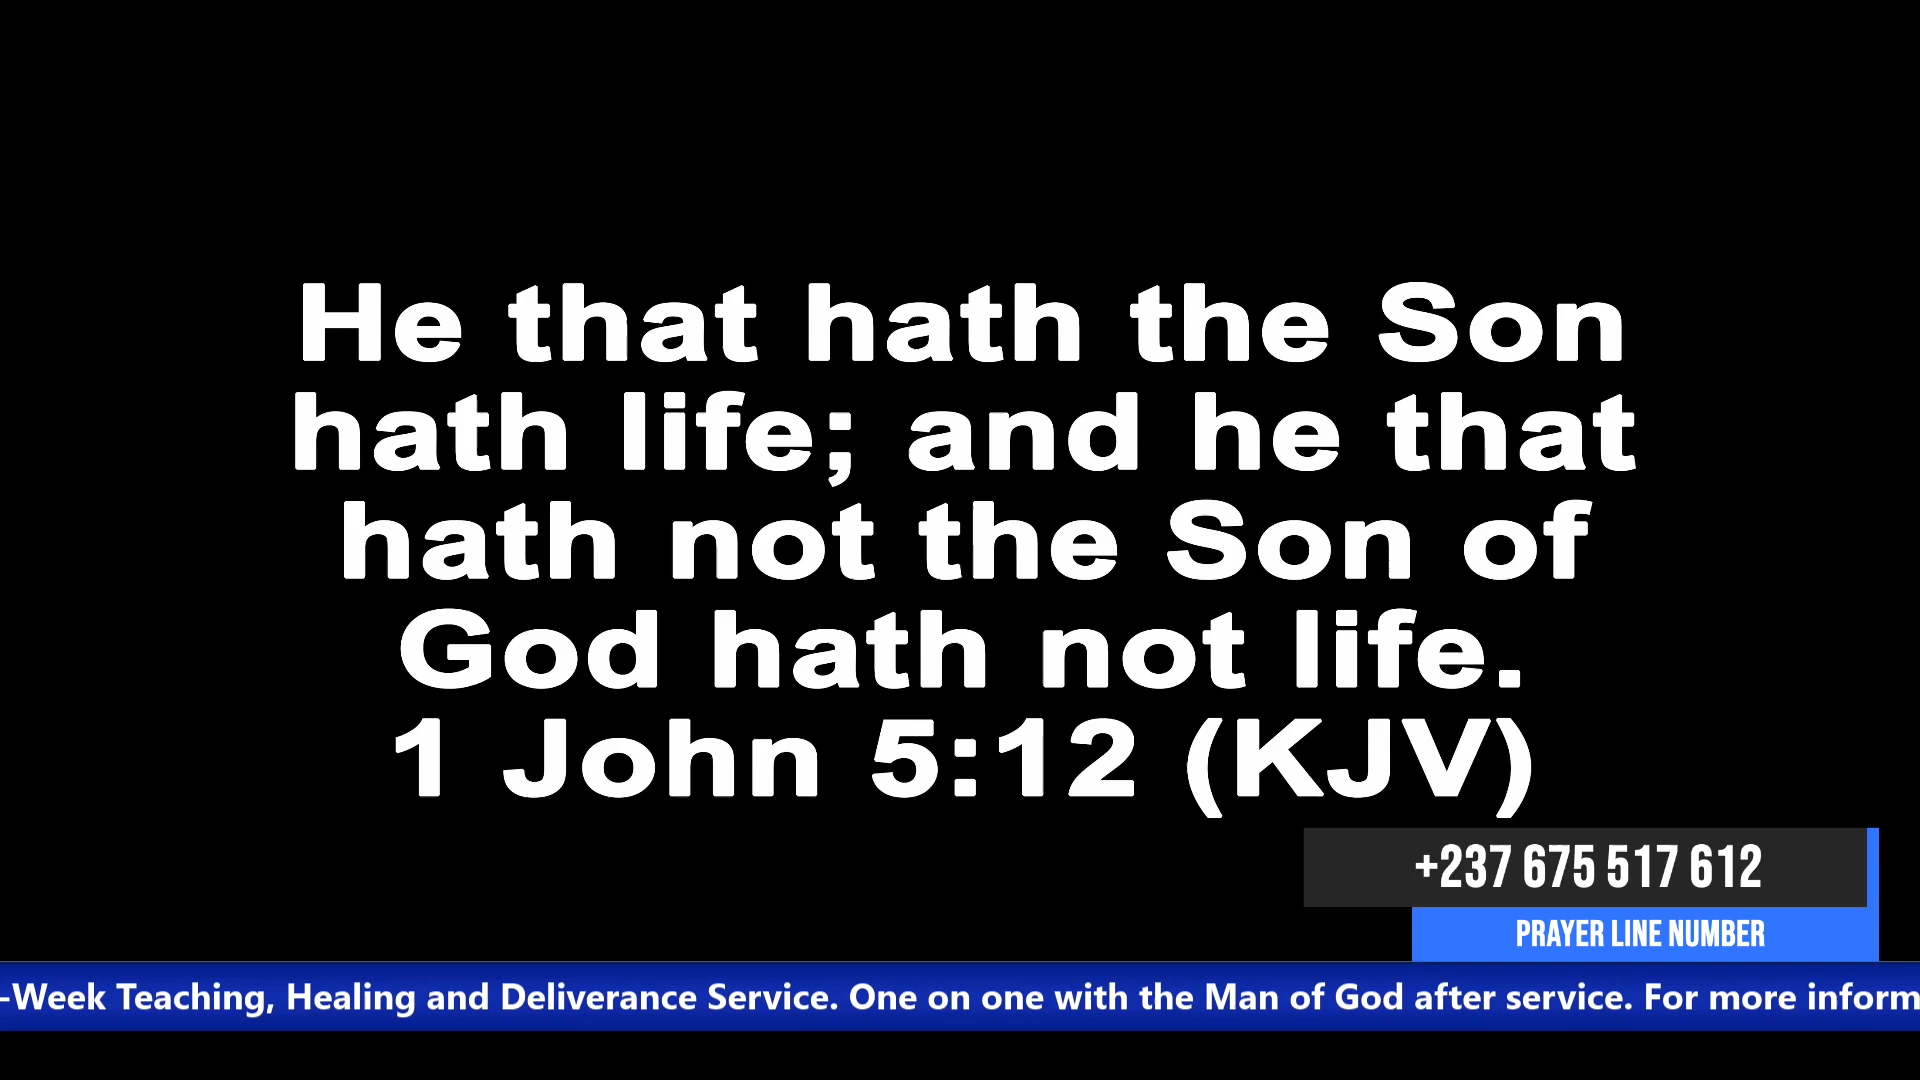 He that hath the Son
hath life; and he that
hath not the Son of
God hath not life.
1 John 5:12 (KJV)
+237 675 517 612
PRAYER LINE NUMBER
-Week Teaching, Healing and Deliverance Service. One on one with the Man of God after service. For more inform